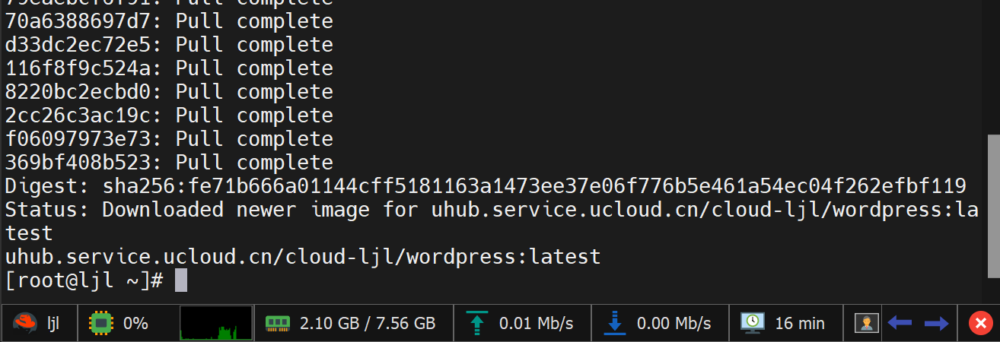 70a6388697d7: Pull complete
d33dc2ec72e5: Pull complete
116f8f9c524a: Pull complete
8220bc2ecbd0: Pull complete
2cc26c3ac19c: Pull complete
f06097973e73: Pull complete
369bf408b523: Pull complete
Digest: sha256:fe71b666a01144cff5181163a1473ee37e06f776b5e461a54ec04f262efbf119
Status: Downloaded newer image for uhub.service.ucloud.cn/cloud-ljl/wordpress:la
test
uhub.service.ucloud.cn/cloud-ljl/wordpress:latest
[root@ljl ~]#
ljl 0% 2.10 GB / 7.56 GB 0.01 Mb/s 0.00 Mb/s 16 min